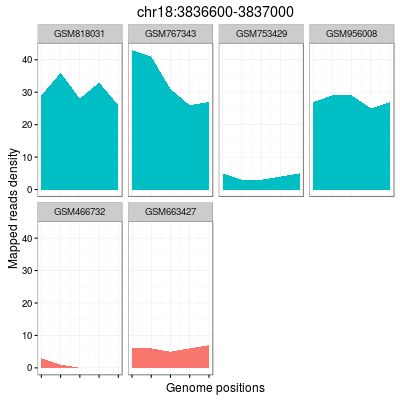 chr18:3836600-3837000
GSM818031 GSM767343 GSM753429 GSM956008
40
30
20
10
0
GSM466732 GSM663427
40
30
20
10
0
Mapped reads density
Genome positions